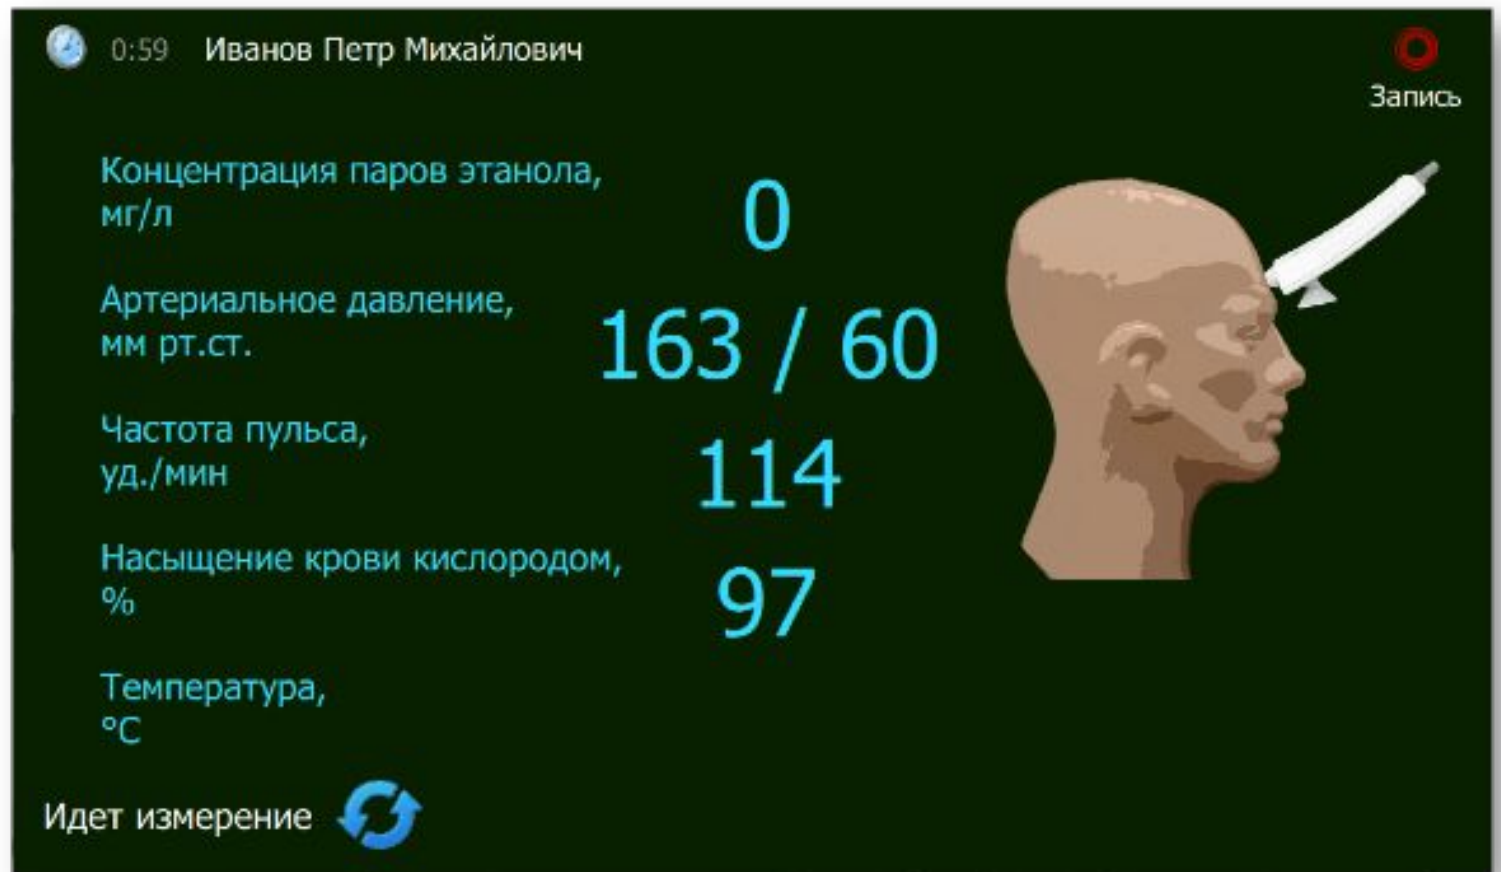 0:59 Иванов Петр Михайлович
Запись
Концентрация паров этанола,
мг/л
0
Артериальное давление,
мм рт.ст.
163 / 60
Частота пульса,
уд./мин
114
Насыщение крови кислородом,
%
97
Температура,
°C
Идет измерение